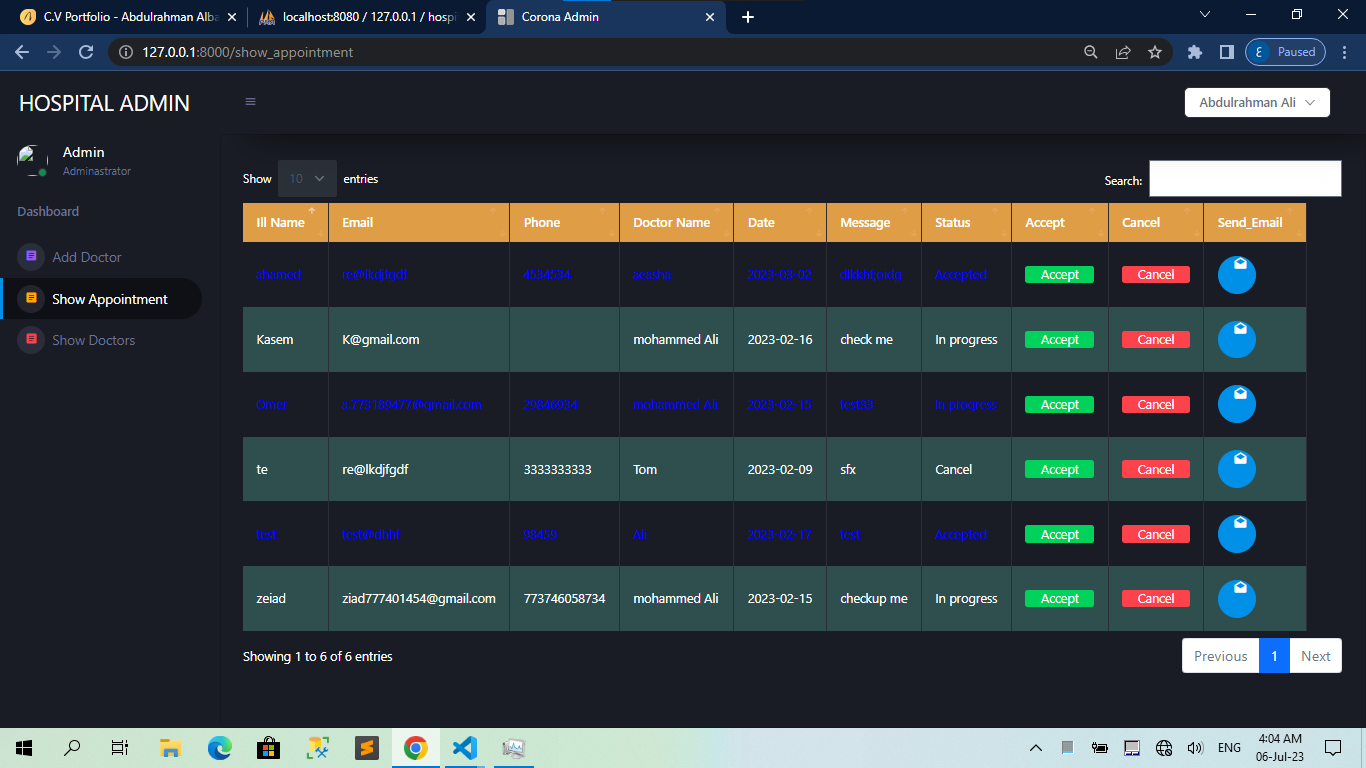 C.V Portfolio - Abdulrahman Alba
localhost:8080 / 127.0.0.1 / hospi
Corona Admin
127.0.0.1:8000/show_appointment
Paused
HOSPITAL ADMIN
Abdulrahman Ali
Admin
Adminastrator
Dashboard
Add Doctor
Show Appointment
Show Doctors
Show 10 entries
Search:
Ill Name Email Phone Doctor Name Date Message Status Accept Cancel Send_Email
ahamed re@lkdjfgdf 4534534 2023-03-02 Accepted Accept Cancel
Kasem K@gmail.com mohammed Ali 2023-02-16 check me In progress Accept Cancel
Omer a.773189477@gmail.com 29846934 mohammed Ali 2023-02-15 test33 In progress Accept Cancel
te re@lkdjfgdf 3333333333 Tom 2023-02-09 sfx Cancel Accept Cancel
test test@dhhf 98459 Ali 2023-02-17 test Accepted Accept Cancel
zeiad ziad777401454@gmail.com 773746058734 mohammed Ali 2023-02-15 checkup me In progress Accept Cancel
Showing 1 to 6 of 6 entries
Previous 1 Next
ENG
4:04 AM
06-Jul-23